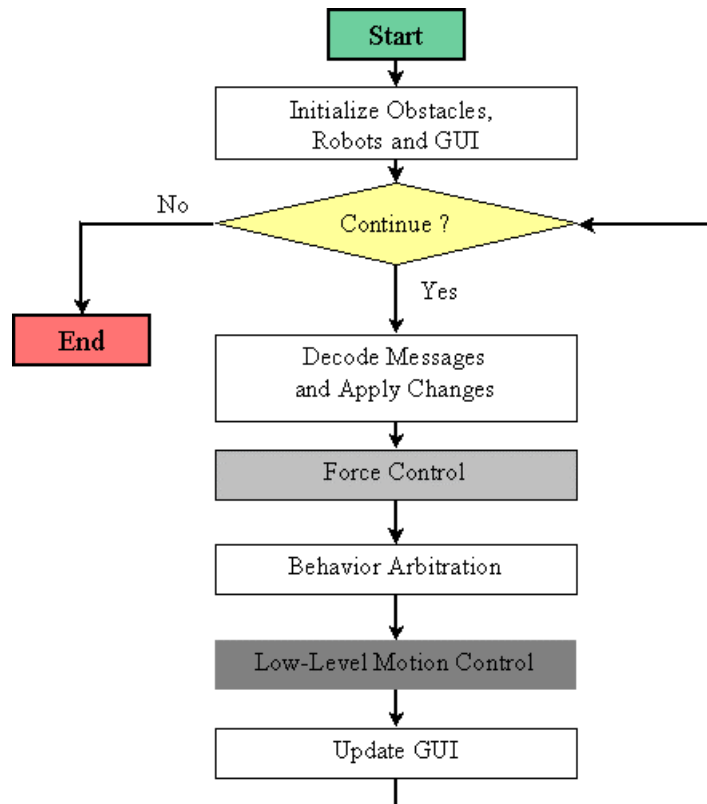 Start
Initialize Obstacles,
Robots and GUI
No
Continue ?
Yes
End
Decode Messages
and Apply Changes
Force Control
Behavior Arbitration
Low-Level Motion Control
Update GUI